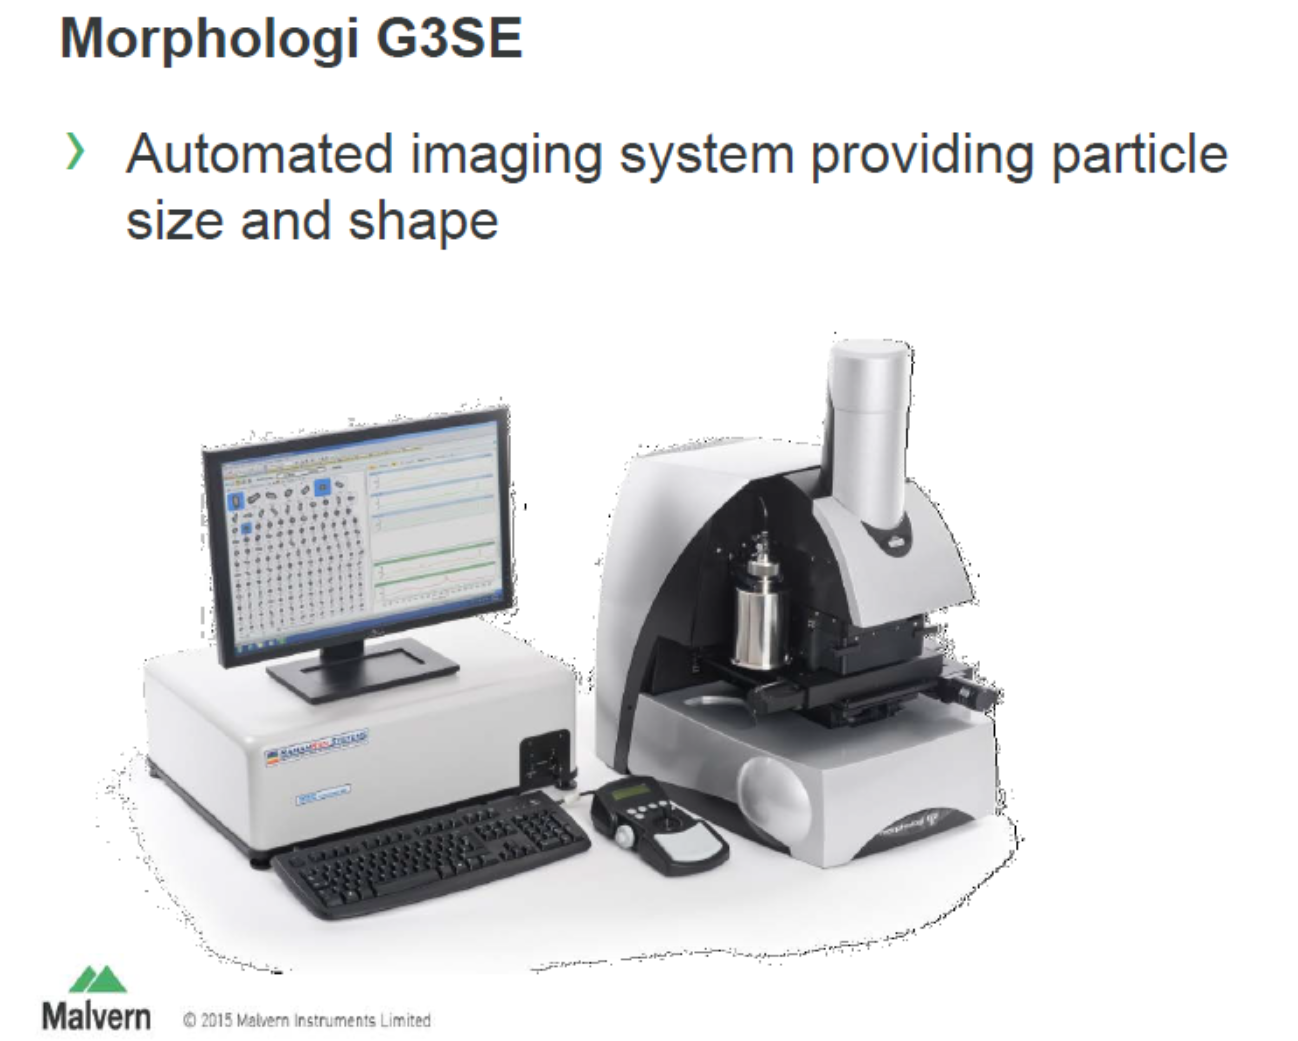 Morphologi G3SE
› Automated imaging system providing particle
size and shape
Malvern
© 2015 Malvern Instruments Limited